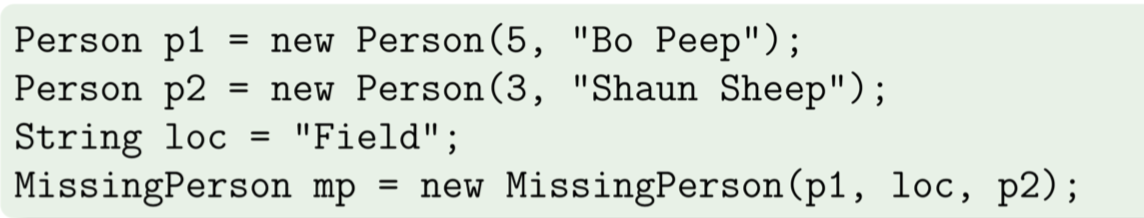 Person p1 = new Person(5, "Bo Peep");
Person p2 = new Person(3, "Shaun Sheep");
String loc = "Field";
MissingPerson mp = new MissingPerson(p1, loc, p2);